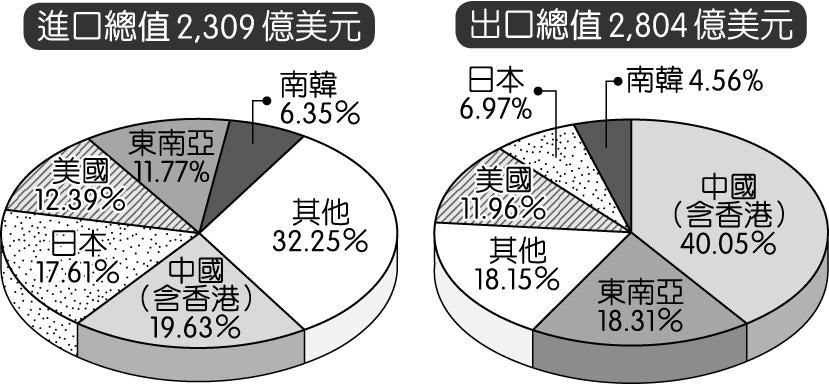 進口總值 2,309 億美元
南韓
6.35%
東南亞
11.77%
美國
12.39%
其他
32.25%
日本
17.61%
中國
（含香港）
19.63%
出口總值 2,804 億美元
日本
6.97%
南韓 4.56%
美國
11.96%
中國
（含香港）
40.05%
其他
18.15%
東南亞
18.31%